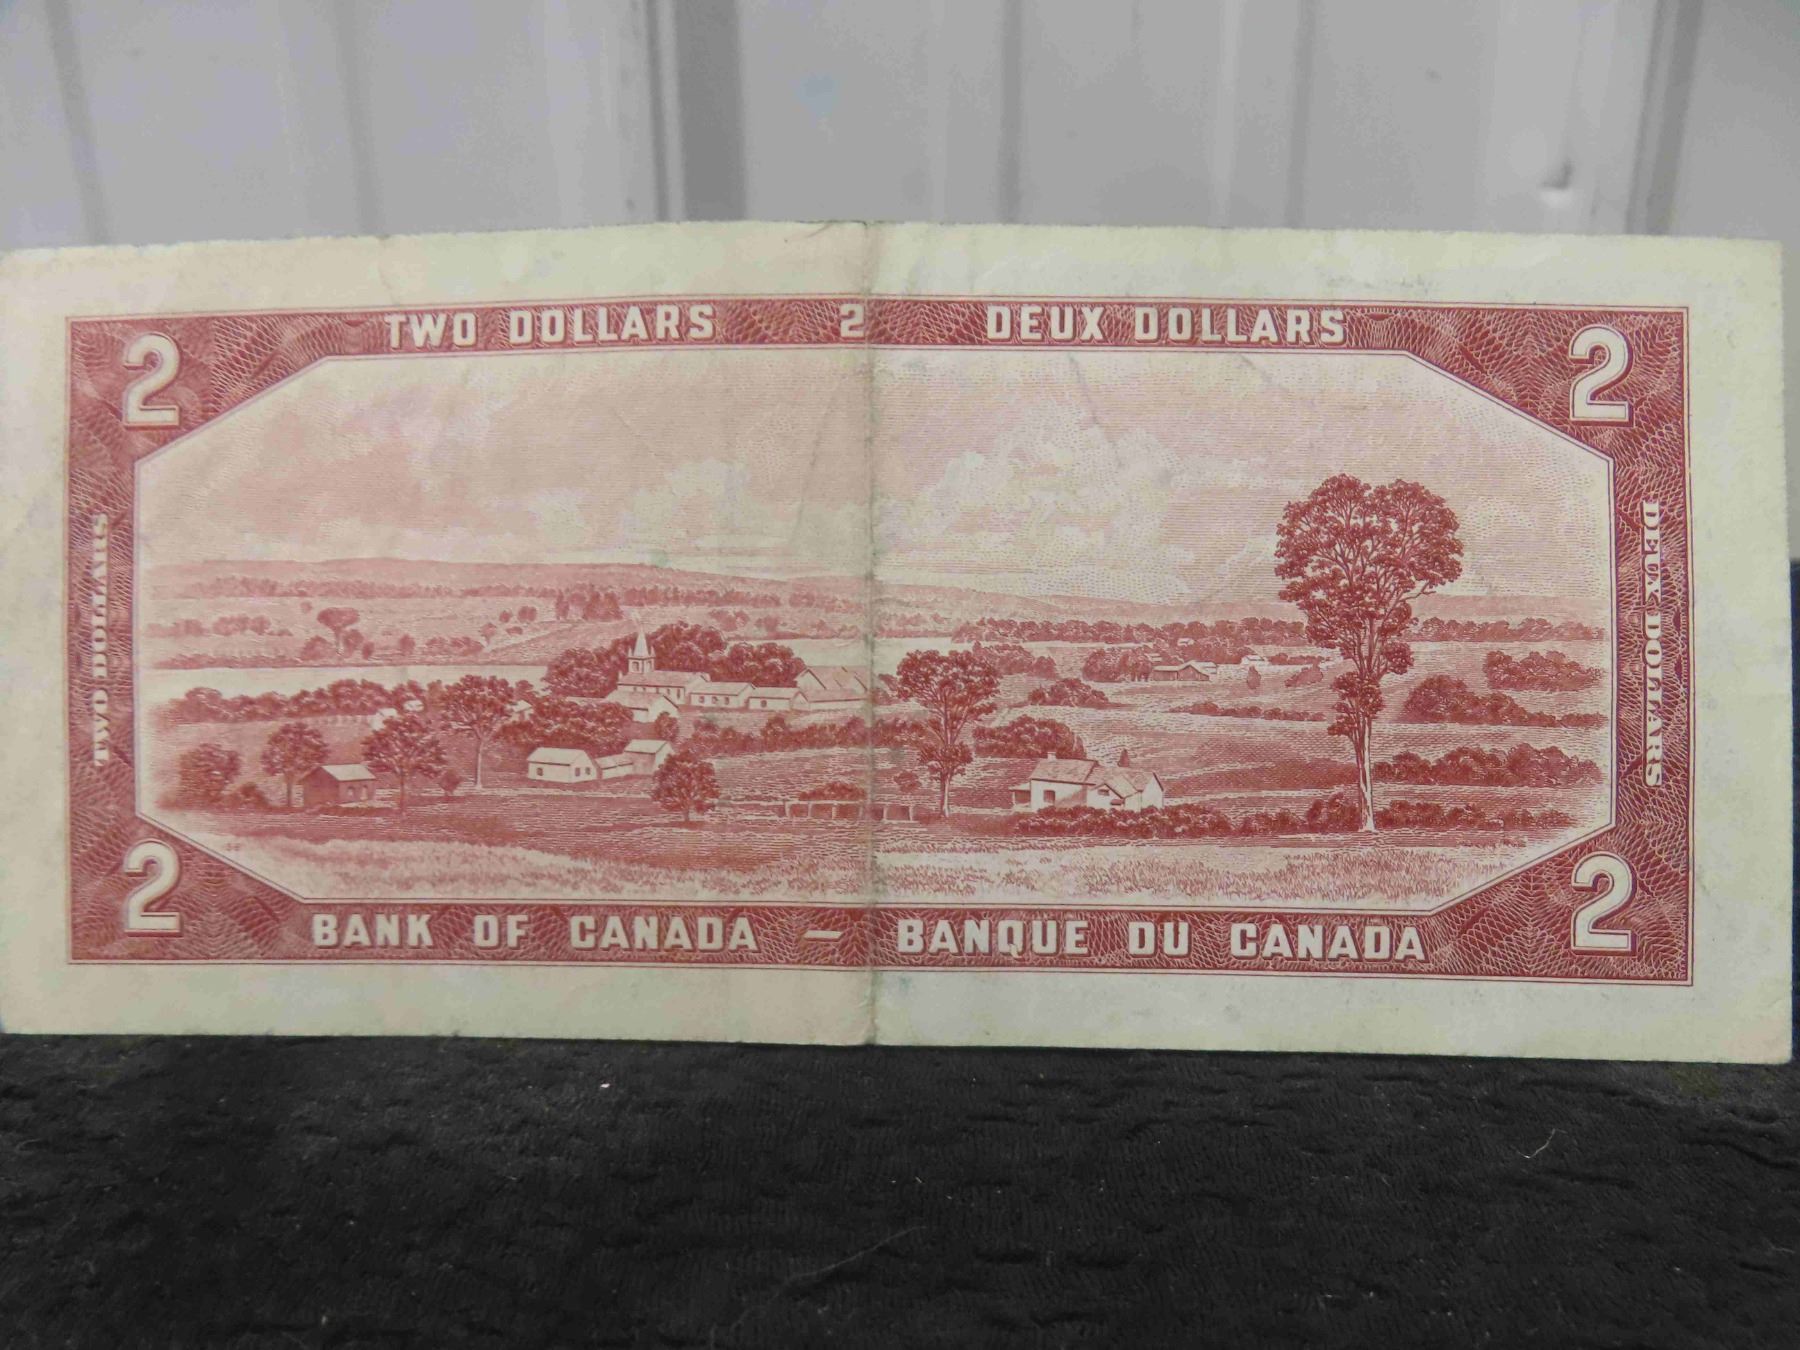 TWO DOLLARS 2 DEUX DOLLARS
2 2
TWO DOLLARS
DEUX DOLLARS
2 2
BANK OF CANADA – BANQUE DU CANADA